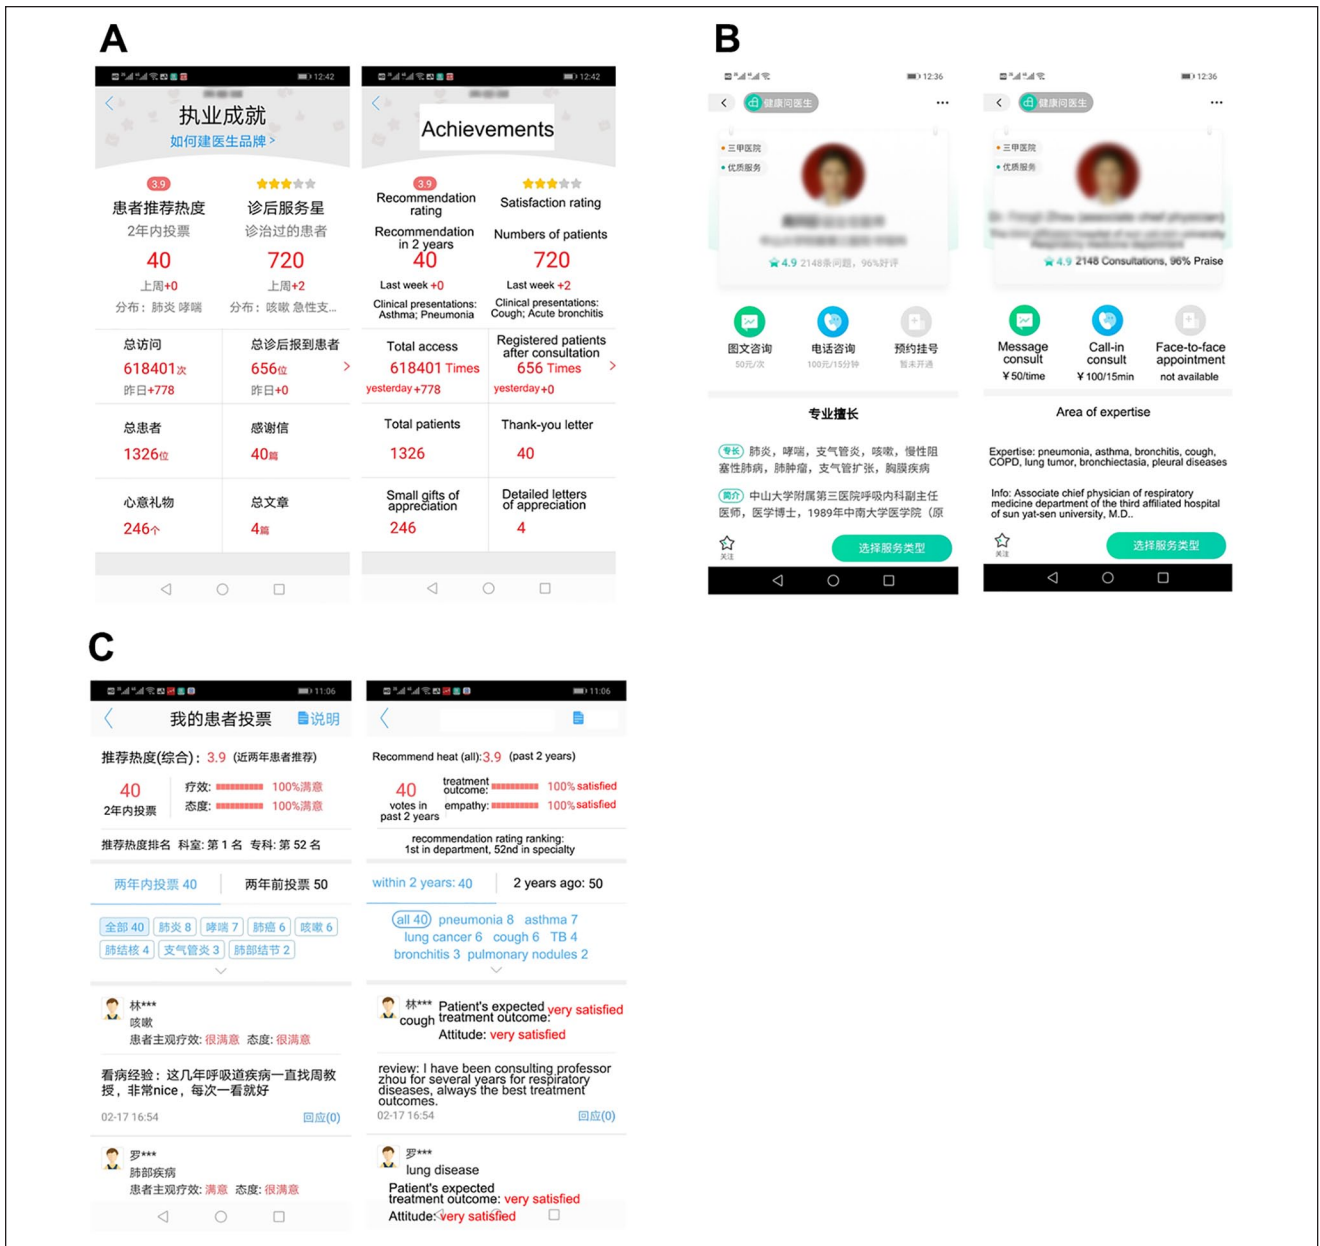 A
12:42
执业成就
如何建医生品牌 >
3.9
患者推荐热度
诊后服务星
2年内投票
诊治过的患者
40
720
上周+0
上周+2
分布：肺炎 哮喘
分布：咳嗽 急性支...
总访问
总诊后报到患者
618401次
656位
昨日+778
昨日+0
总患者
感谢信
1326位
40篇
心意礼物
总文章
246个
4篇
12:42
Achievements
3.9
Recommendation
rating
Satisfaction rating
Recommendation
in 2 years
Numbers of patients
40
720
Last week +0
Last week +2
Clinical presentations:
Asthma; Pneumonia
Clinical presentations:
Cough; Acute bronchitis
Total access
Registered patients
after consultation
618401 Times
656 Times
yesterday+778
yesterday+0
Total patients
Thank-you letter
1326
40
Small gifts of
appreciation
Detailed letters
of appreciation
246
4
B
12:36
健康问医生
三甲医院
优质服务
4.9 2148条问题，96%好评
图文咨询
电话咨询
预约挂号
50元/次
100元/15分钟
暂未开通
专业擅长
专长 肺炎，哮喘，支气管炎，咳嗽，慢性阻
塞性肺病，肺肿瘤，支气管扩张，胸膜疾病
简介 中山大学附属第三医院呼吸内科副主任
医师，医学博士，1989年中南大学医学院（原
关注
选择服务类型
12:36
健康问医生
三甲医院
优质服务
4.9 2148 Consultations, 96% Praise
Message
consult
Call-in
consult
Face-to-face
appointment
¥ 50/time
¥ 100/15min
not available
Area of expertise
Expertise: pneumonia, asthma, bronchitis, cough,
COPD, lung tumor, bronchiectasia, pleural diseases
Info: Associate chief physician of respiratory
medicine department of the third affiliated hospital
of sun yat-sen university, M.D..
关注
选择服务类型
C
11:06
我的患者投票
说明
推荐热度(综合)：3.9 (近两年患者推荐)
40
2年内投票
疗效: 100%满意
态度: 100%满意
推荐热度排名 科室: 第 1 名 专科: 第 52 名
两年内投票 40
两年前投票 50
全部 40 肺炎 8 哮喘 7 肺癌 6 咳嗽 6
肺结核 4 支气管炎 3 肺部结节 2
林***
咳嗽
患者主观疗效: 很满意 态度: 很满意
看病经验：这几年呼吸道疾病一直找周教
授，非常nice，每次一看就好
02-17 16:54
回应(0)
罗***
肺部疾病
患者主观疗效: 满意 态度: 很满意
11:06
Recommend heat (all):3.9 (past 2 years)
40
votes in
past 2 years
treatment
outcome: 100% satisfied
empathy: 100% satisfied
recommendation rating ranking:
1st in department, 52nd in specialty
within 2 years: 40
2 years ago: 50
all 40 pneumonia 8 asthma 7
lung cancer 6 cough 6 TB 4
bronchitis 3 pulmonary nodules 2
林***
cough
Patient's expected
treatment outcome: very satisfied
Attitude: very satisfied
review: I have been consulting professor
zhou for several years for respiratory
diseases, always the best treatment
outcomes.
02-17 16:54
回应(0)
罗***
lung disease
Patient's expected
treatment outcome: very satisfied
Attitude: very satisfied